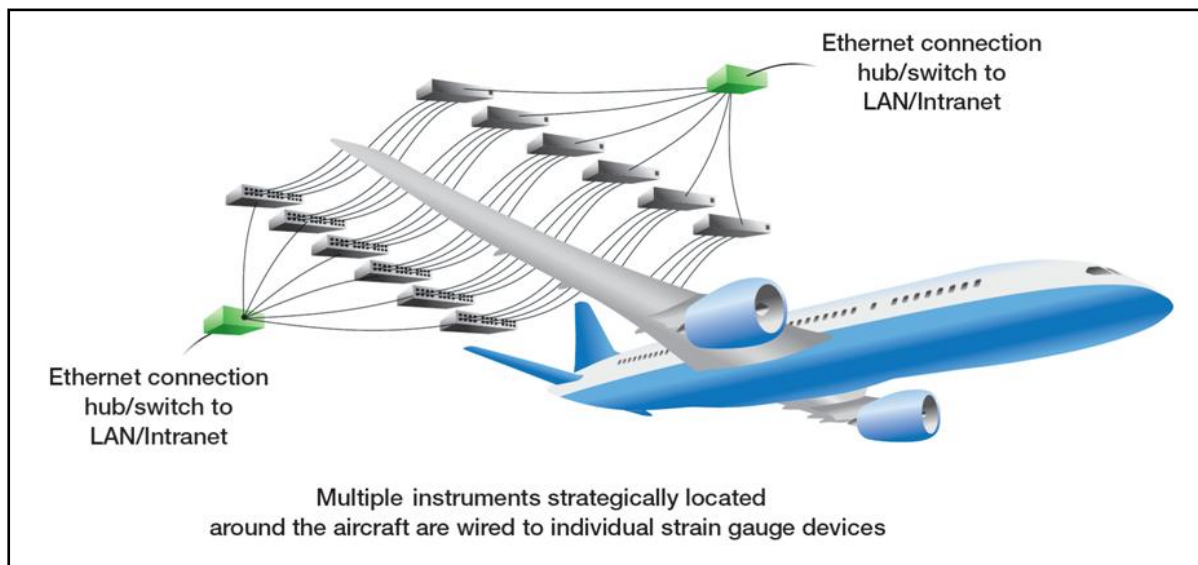 Ethernet connection
hub/switch to
LAN/Intranet
Ethernet connection
hub/switch to
LAN/Intranet
Multiple instruments strategically located
around the aircraft are wired to individual strain gauge devices